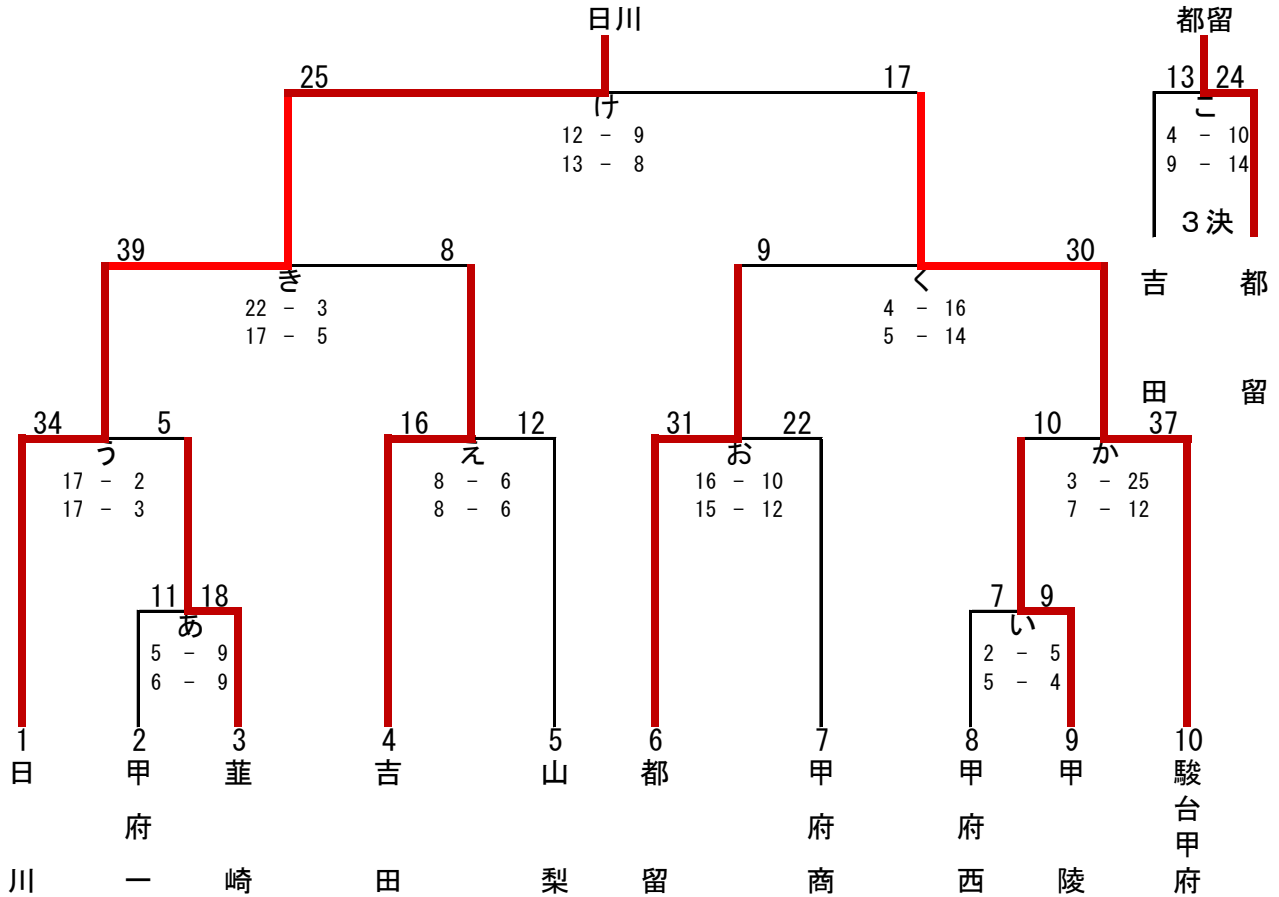 日川 都留
25 17 13 24
け こ
12 - 9 4 - 10
13 - 8 9 - 14
３決
39 8 9 30
き く 吉 都
22 - 3 4 - 16
17 - 5 5 - 14
田 留
34 5 16 12 31 22 10 37
う え お か
17 - 2 8 - 6 16 - 10 3 - 25
17 - 3 8 - 6 15 - 12 7 - 12
11 18 7 9
あ い
5 - 9 2 - 5
6 - 9 5 - 4
1 2 3 4 5 6 7 8 9 10
日川 甲府一 韮崎 吉田 山梨 都留 甲府商 甲府西 甲陵 駿台甲府